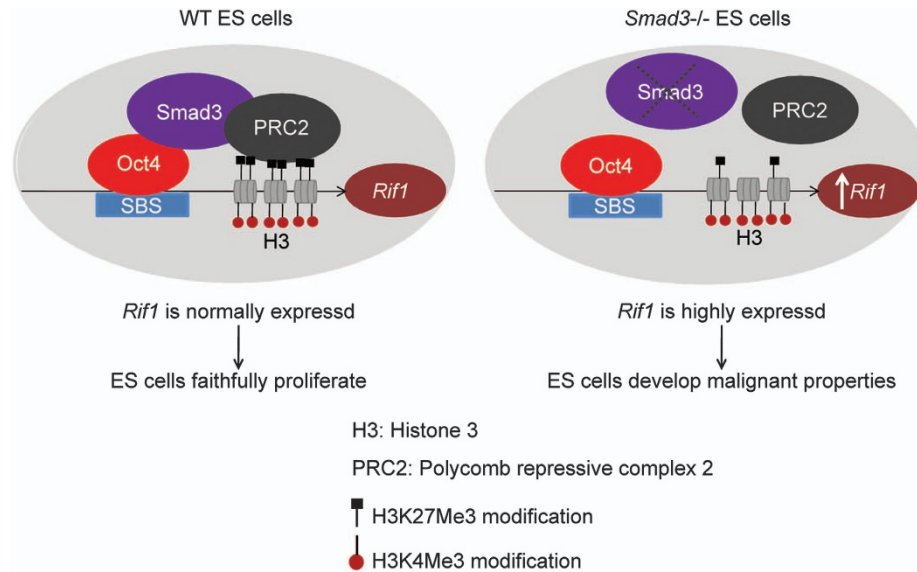 WT ES cells
Smad3-/- ES cells
Smad3
PRC2
Oct4
SBS
H3
Rif1
Smad3
PRC2
Oct4
SBS
H3
Rif1
Rif1 is normally expressd
ES cells faithfully proliferate
Rif1 is highly expressd
ES cells develop malignant properties
H3: Histone 3
PRC2: Polycomb repressive complex 2
H3K27Me3 modification
H3K4Me3 modification